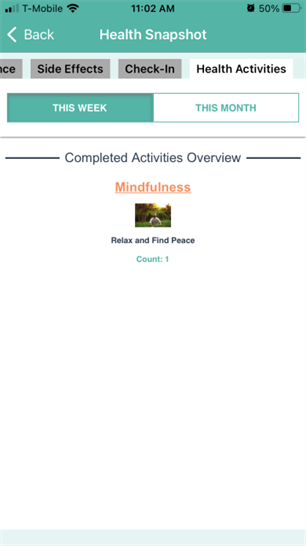 T-Mobile 11:02 AM 50%
Back Health Snapshot
nce Side Effects Check-In Health Activities
THIS WEEK THIS MONTH
Completed Activities Overview
Mindfulness
Relax and Find Peace
Count: 1